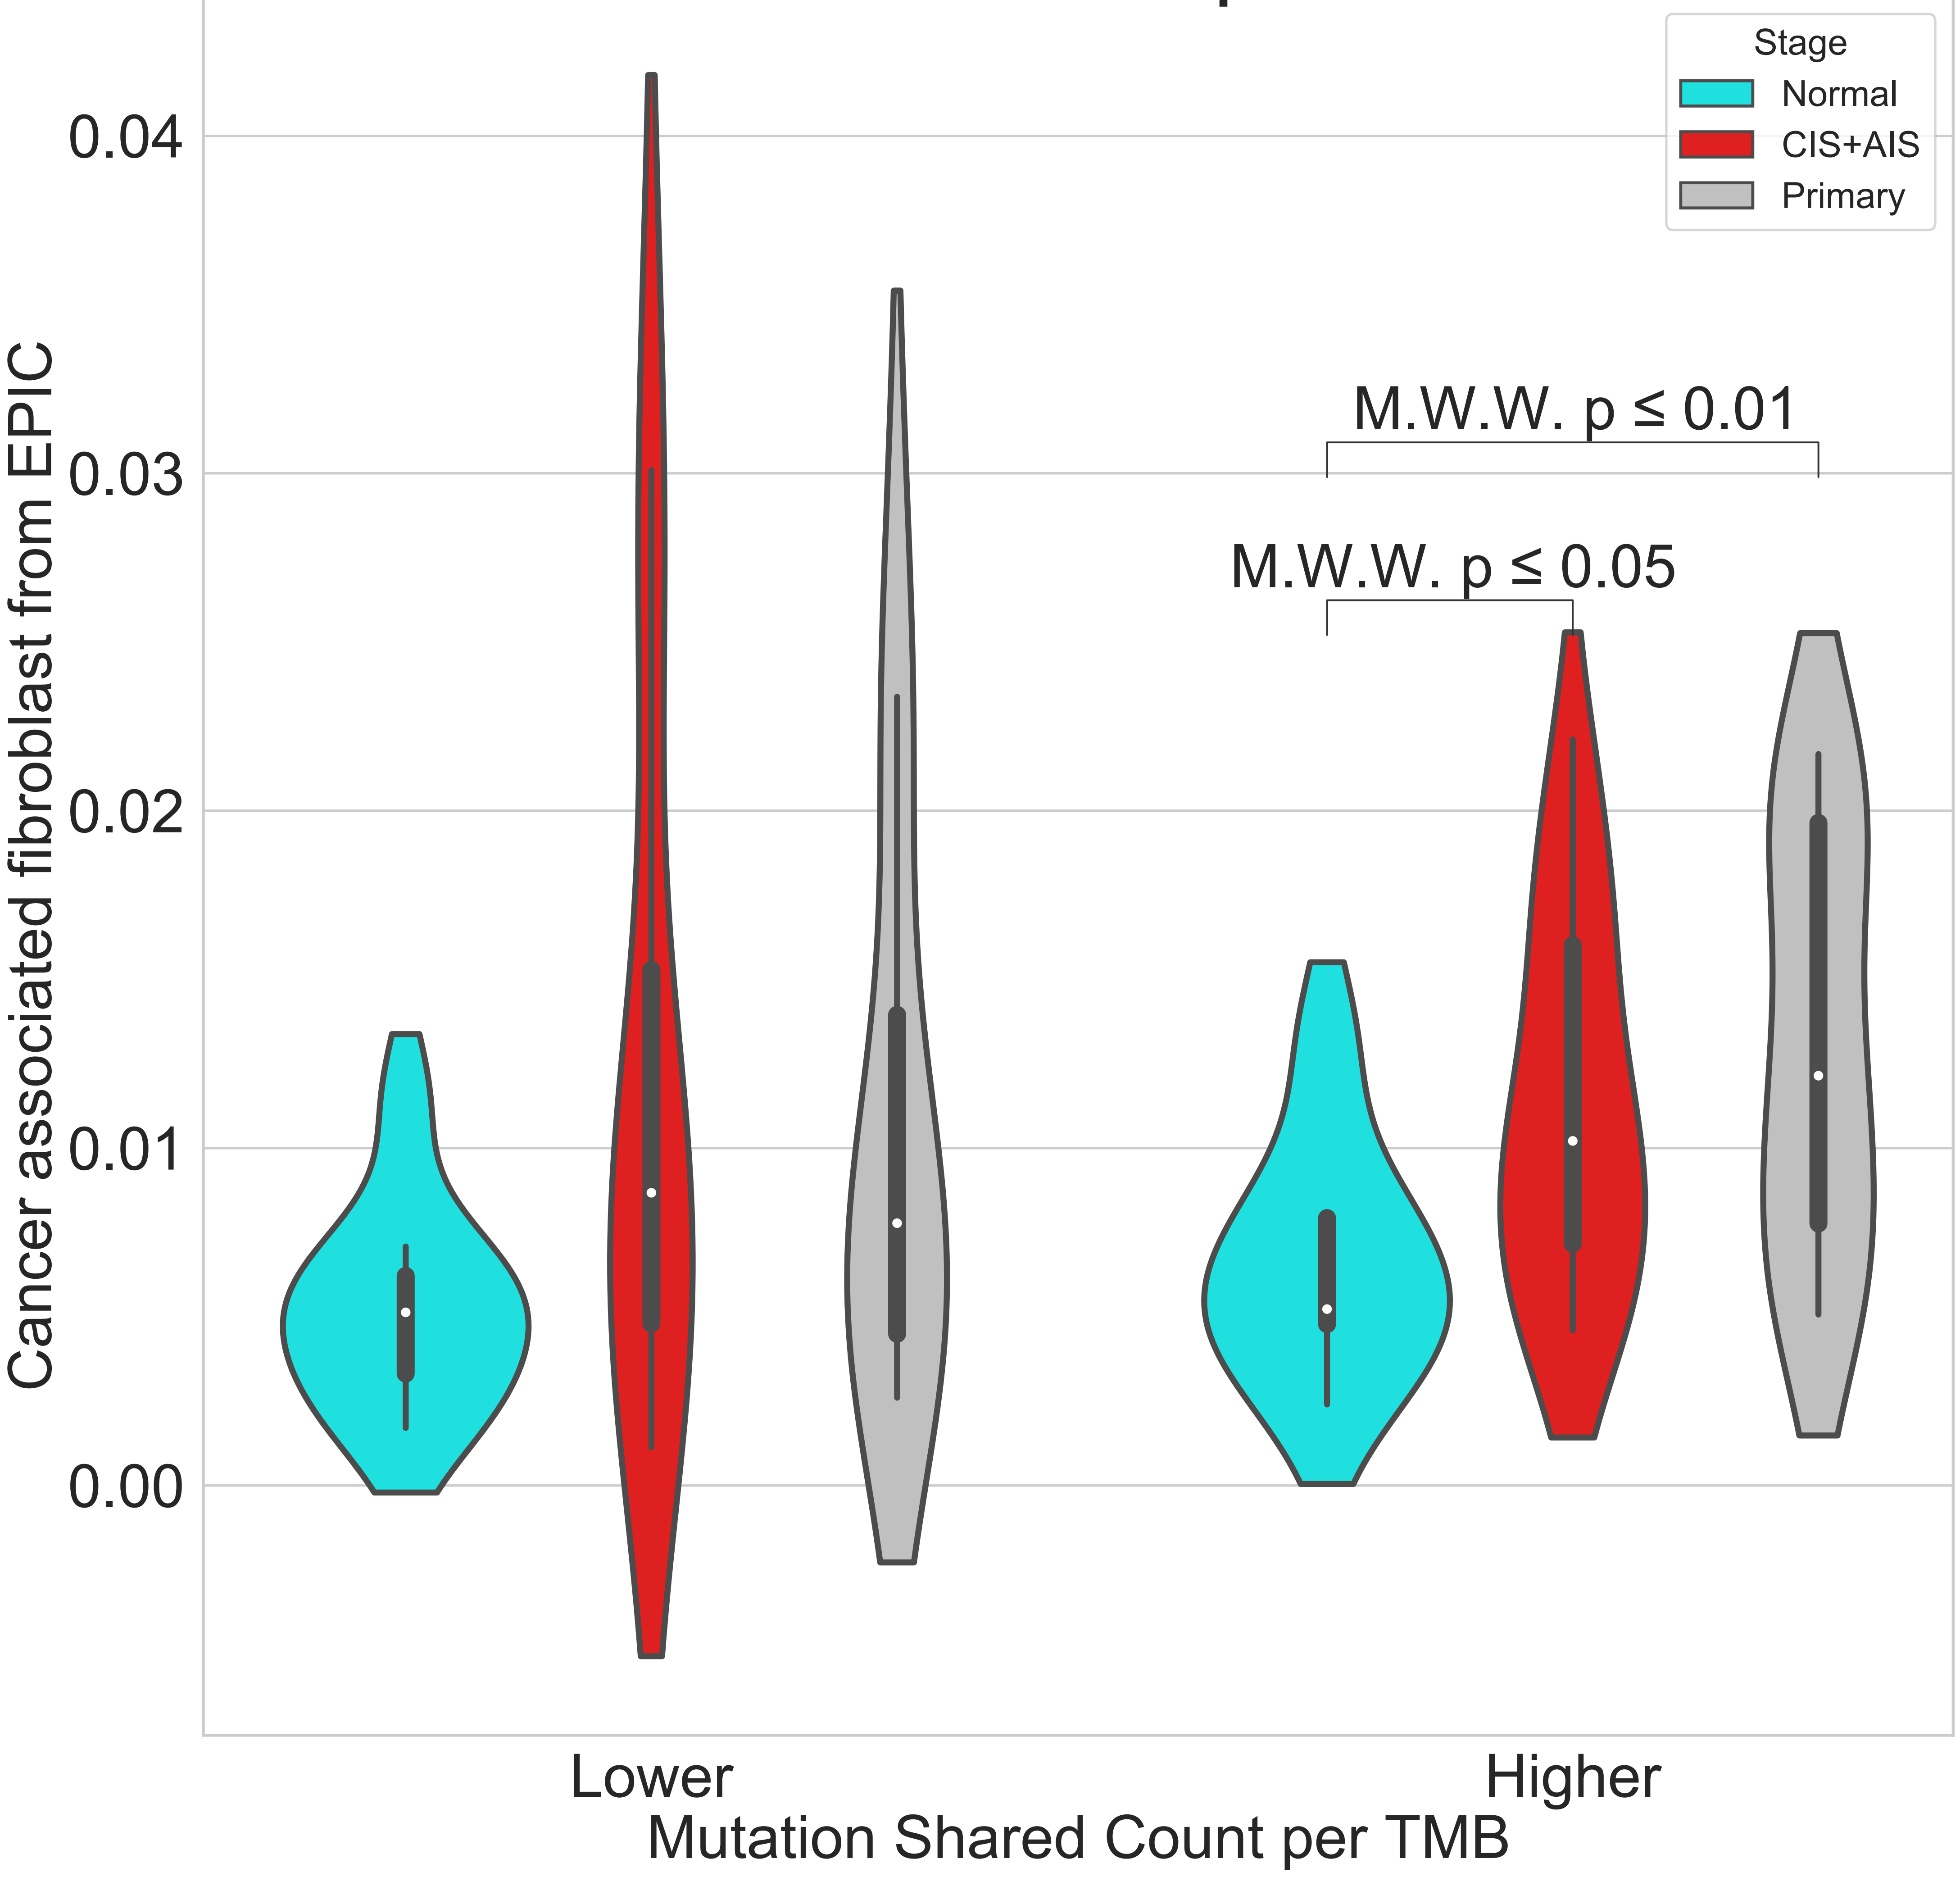 Stage
Normal
CIS+AIS
Primary
0.04
0.03
0.02
0.01
0.00
Cancer associated fibroblast from EPIC
M.W.W. p ≤ 0.01
M.W.W. p ≤ 0.05
Lower
Higher
Mutation Shared Count per TMB